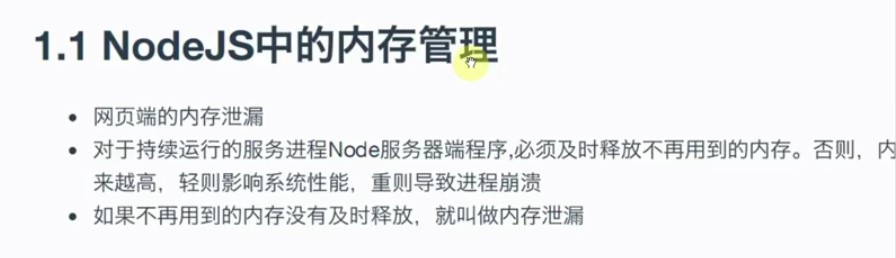 1.1 NodeJS中的内存管理
网页端的内存泄漏
对于持续运行的服务进程Node服务器端程序,必须及时释放不再用到的内存。否则，内
来越高，轻则影响系统性能，重则导致进程崩溃
如果不再用到的内存没有及时释放，就叫做内存泄漏